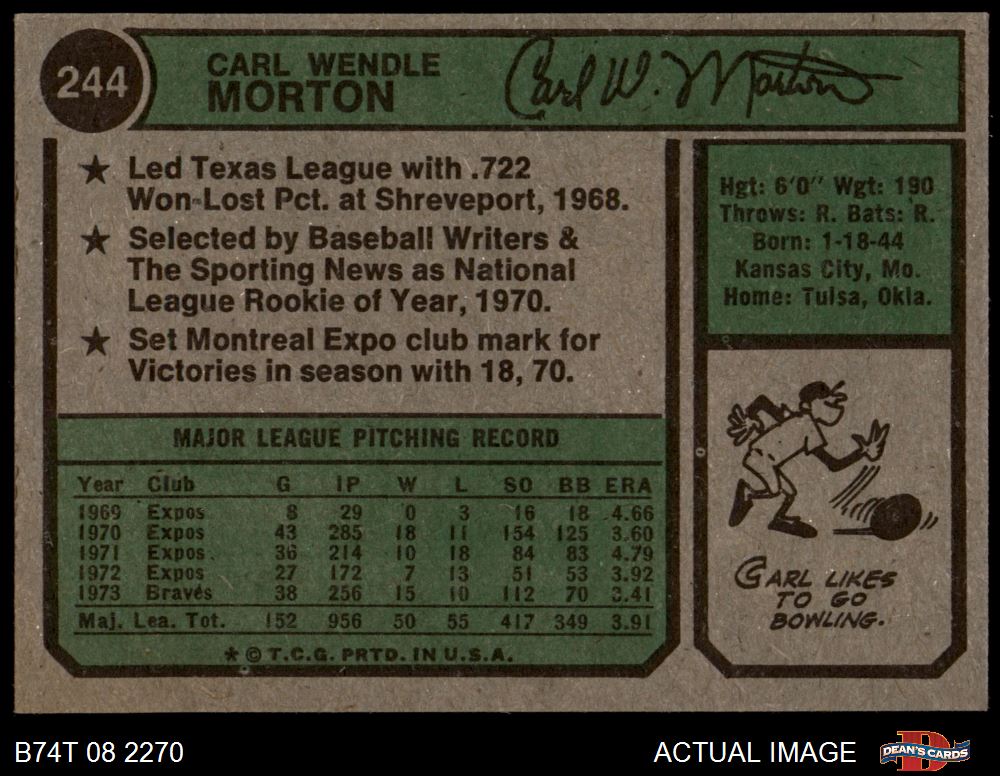 244
CARL WENDLE
MORTON
Carl W. Morton
★ Led Texas League with .722
Won-Lost Pct. at Shreveport, 1968.
★ Selected by Baseball Writers &
The Sporting News as National
League Rookie of Year, 1970.
★ Set Montreal Expo club mark for
Victories in season with 18, 70.
Hgt: 6'0" Wgt: 190
Throws: R. Bats: R.
Born: 1-18-44
Kansas City, Mo.
Home: Tulsa, Okla.
MAJOR LEAGUE PITCHING RECORD
Year Club G IP W L SO BB ERA
1969 Expos 8 29 0 3 16 18 4.66
1970 Expos 43 285 18 11 154 125 3.60
1971 Expos 36 214 10 18 84 83 4.79
1972 Expos 27 172 7 13 51 53 3.92
1973 Braves 38 256 15 10 112 70 3.41
Maj. Lea. Tot. 152 956 50 55 417 349 3.91
★ © T.C.G. PRTD. IN U.S.A.
CARL LIKES
TO GO
BOWLING.
B74T 08 2270
ACTUAL IMAGE
DEAN'S CARDS